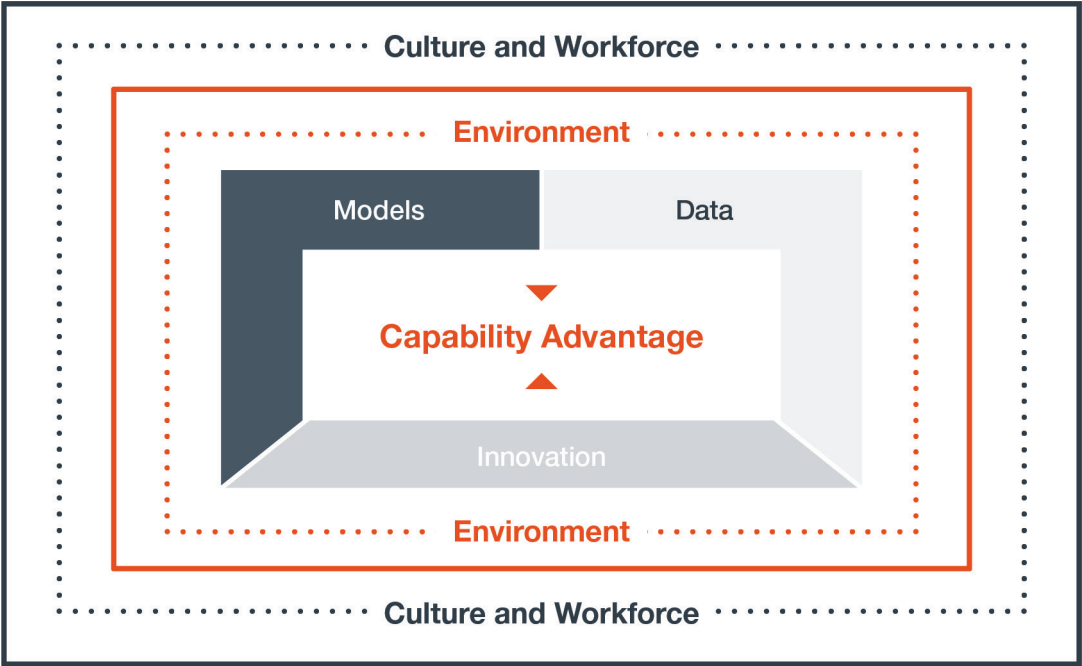 Culture and Workforce
Environment
Models
Data
Capability Advantage
Innovation
Environment
Culture and Workforce